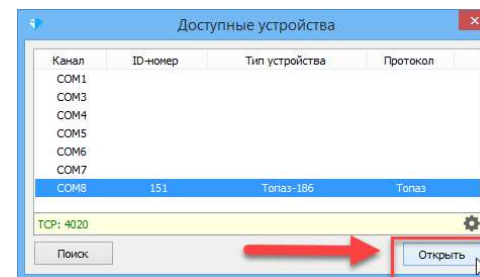 Доступные устройства
Канал ID-номер Тип устройства Протокол
COM1
COM3
COM4
COM5
COM6
COM7
COM8 151 Топаз-186 Топаз
TCP: 4020
Поиск Открыть